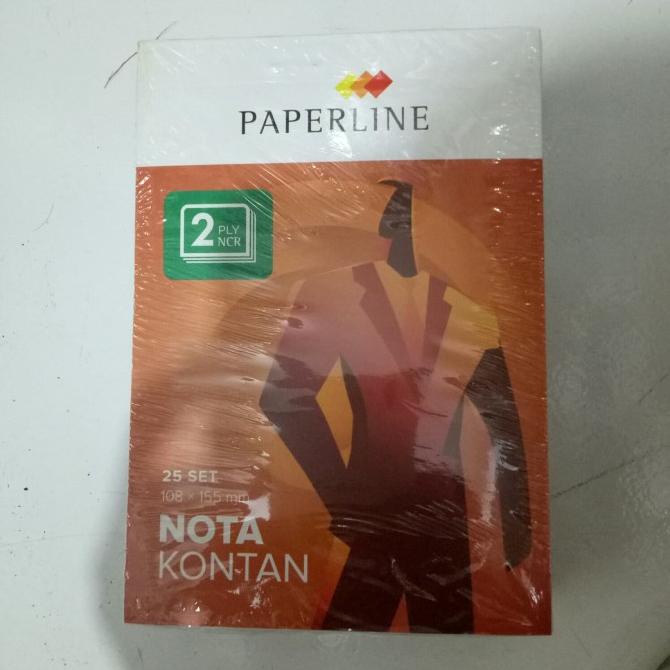 PAPERLINE
2 PLY
NCR
25 SET
108 × 155 mm
NOTA
KONTAN